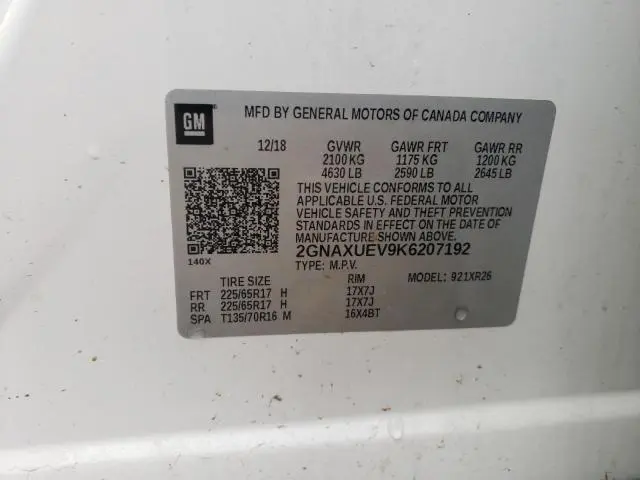 GM
MFD BY GENERAL MOTORS OF CANADA COMPANY
12/18 GVWR GAWR FRT GAWR RR
2100 KG 1175 KG 1200 KG
4630 LB 2590 LB 2645 LB
THIS VEHICLE CONFORMS TO ALL
APPLICABLE U.S. FEDERAL MOTOR
VEHICLE SAFETY AND THEFT PREVENTION
STANDARDS IN EFFECT ON THE DATE OF
MANUFACTURE SHOWN ABOVE.
2GNAXUEV9K6207192
140X
TYPE: M.P.V.
TIRE SIZE RIM MODEL: 921XR26
FRT 225/65R17 H 17X7J
RR 225/65R17 H 17X7J
SPA T135/70R16 M 16X4BT